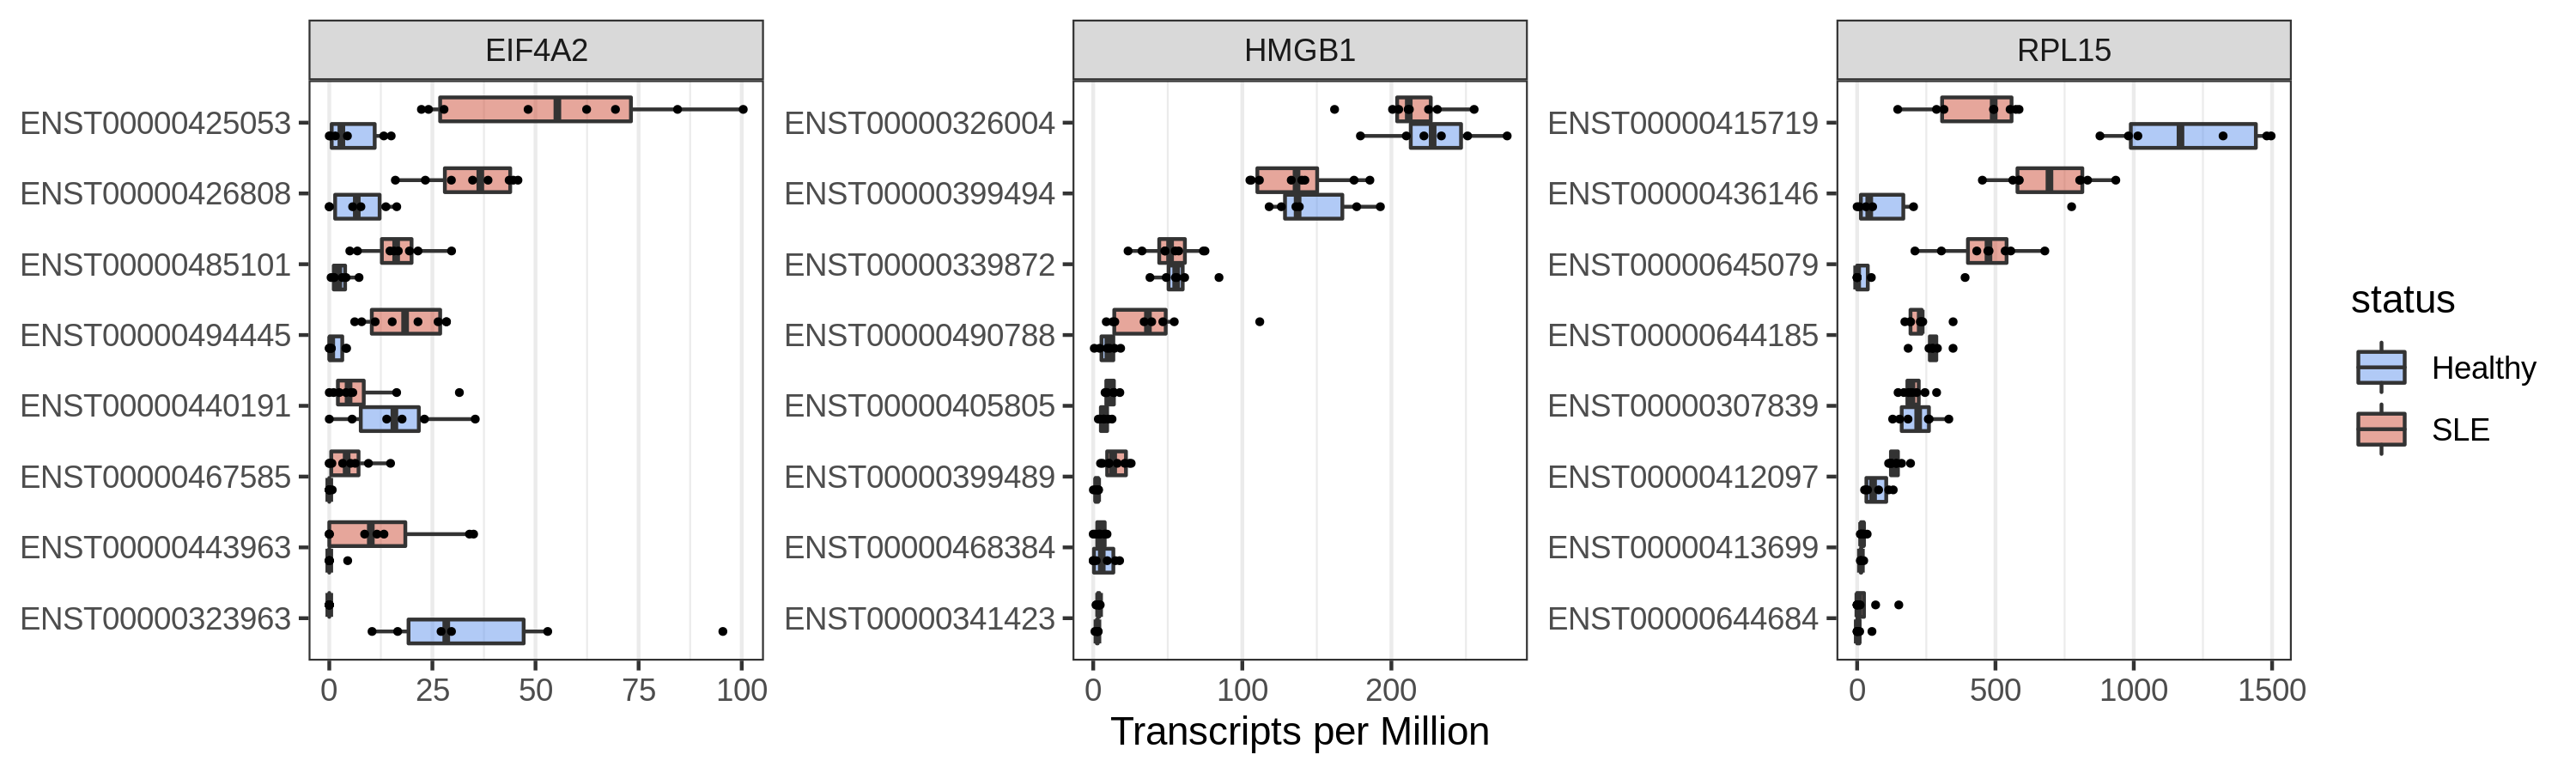 EIF4A2
ENST00000425053
ENST00000426808
ENST00000485101
ENST00000494445
ENST00000440191
ENST00000467585
ENST00000443963
ENST00000323963
0 25 50 75 100
HMGB1
ENST00000326004
ENST00000399494
ENST00000339872
ENST00000490788
ENST00000405805
ENST00000399489
ENST00000468384
ENST00000341423
0 100 200
RPL15
ENST00000415719
ENST00000436146
ENST00000645079
ENST00000644185
ENST00000307839
ENST00000412097
ENST00000413699
ENST00000644684
0 500 1000 1500
Transcripts per Million
status
Healthy
SLE